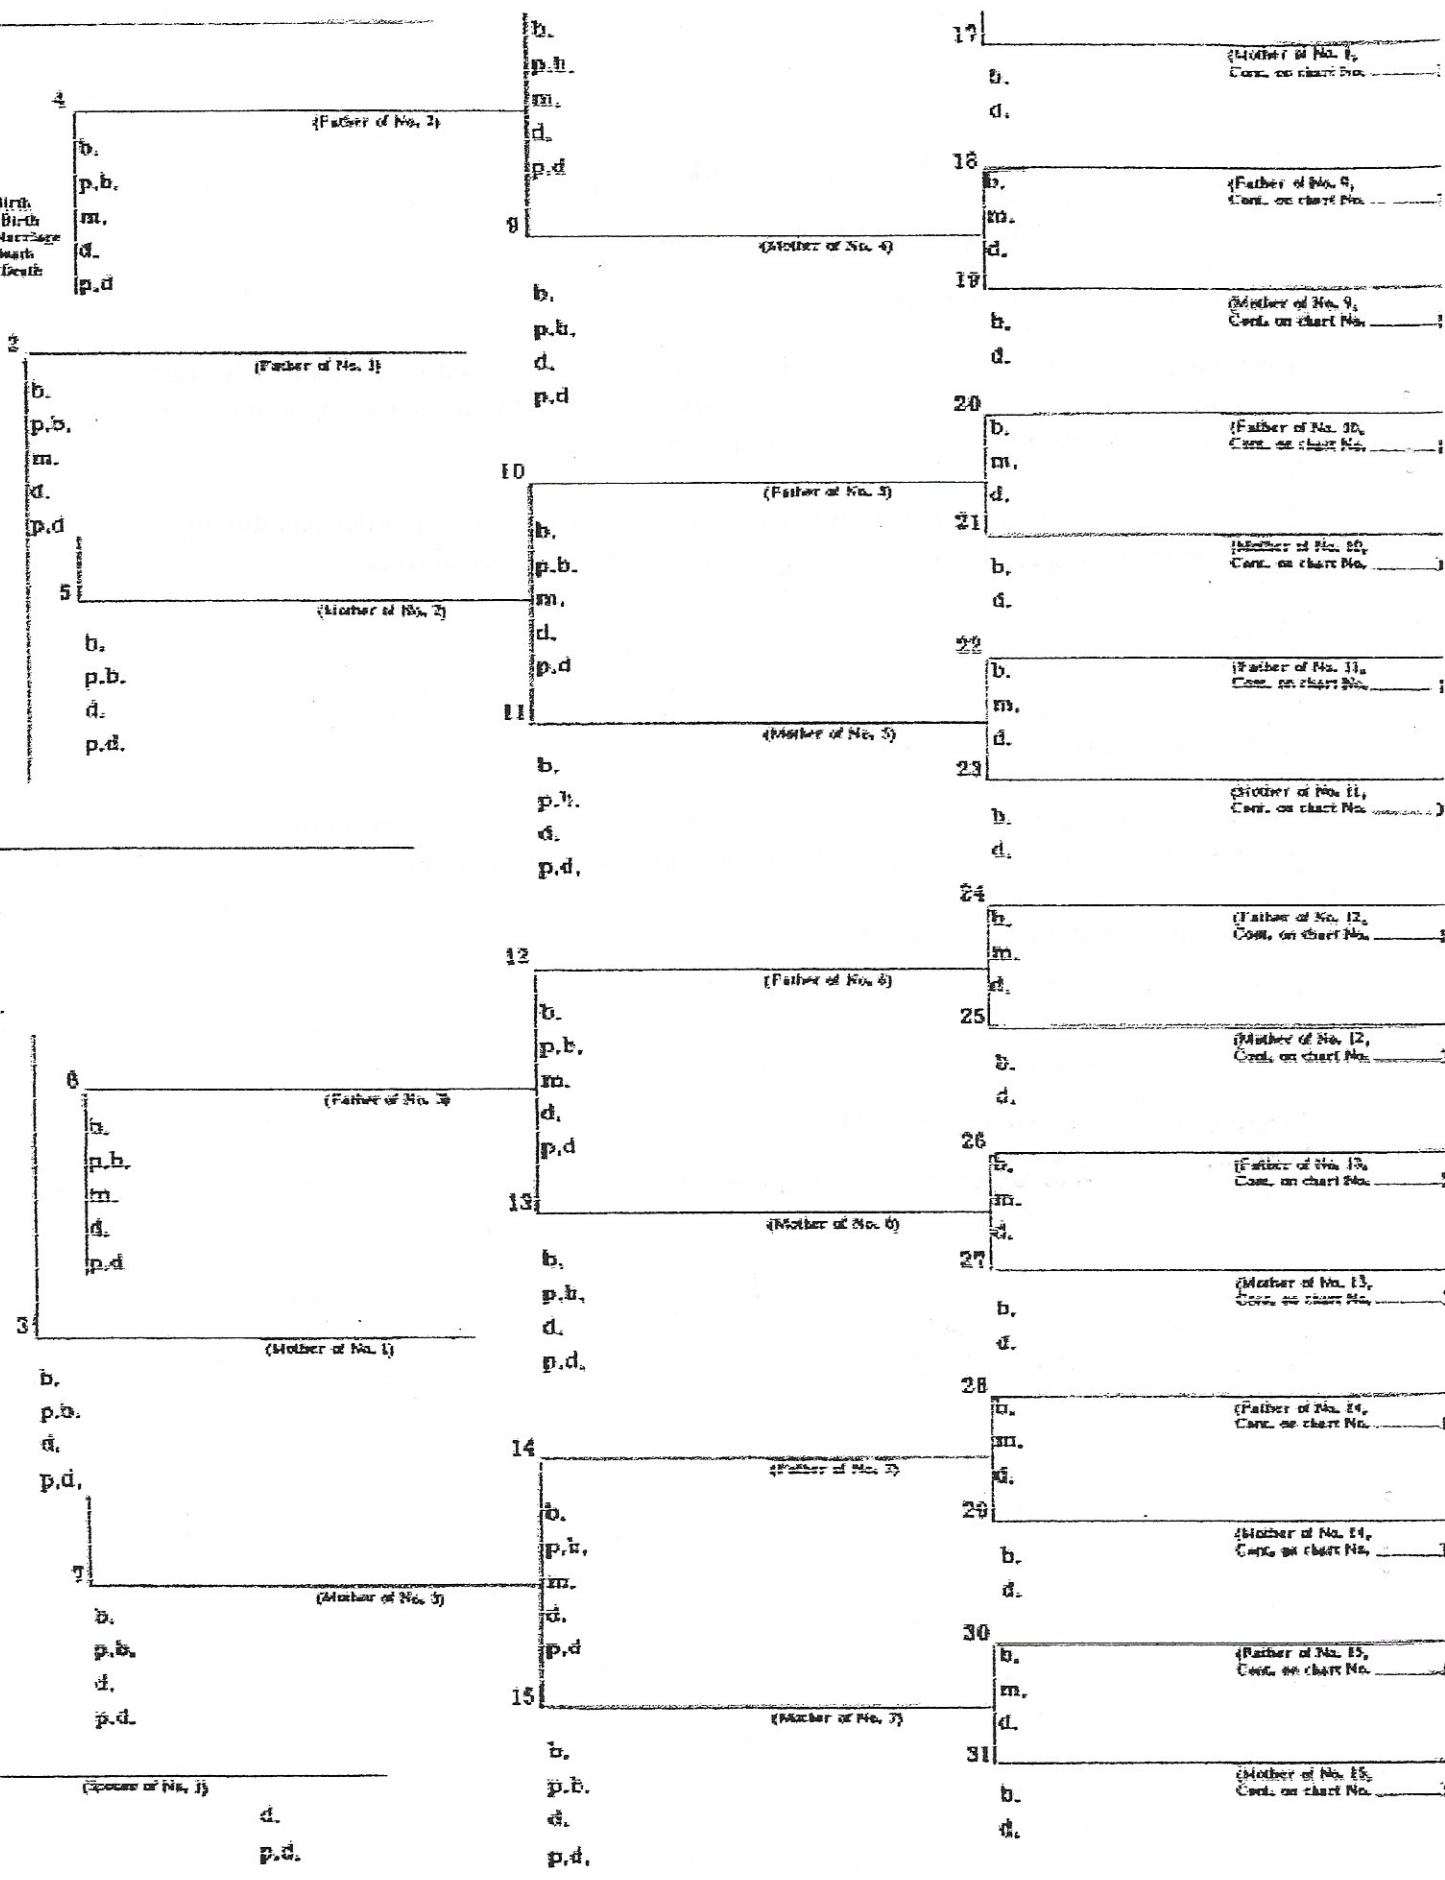 b.
p.b.
m.
d.
p.d
17
(Mother of No. 8,
Cont. on chart No.
b.
d.
4
(Father of No. 2)
b.
p.b.
m.
d.
p.d
Birth
Birth
Marriage
Death
Death
9
(Mother of No. 4)
b.
p.b.
d.
p.d
18
(Father of No. 9,
Cont. on chart No.
b.
m.
d.
19
(Mother of No. 9,
Cont. on chart No.
b.
d.
2
(Father of No. 1)
b.
p.b.
m.
d.
p.d
5
(Mother of No. 2)
b.
p.b.
d.
p.d.
10
(Father of No. 5)
b.
p.b.
m.
d.
p.d
11
(Mother of No. 5)
b.
p.b.
d.
p.d.
20
(Father of No. 10,
Cont. on chart No.
b.
m.
d.
21
(Mother of No. 10,
Cont. on chart No.
b.
d.
22
(Father of No. 11,
Cont. on chart No.
b.
m.
d.
23
(Mother of No. 11,
Cont. on chart No.
b.
d.
6
(Father of No. 3)
b.
p.b.
m.
d.
p.d
3
(Mother of No. 1)
b.
p.b.
d.
p.d.
12
(Father of No. 6)
b.
p.b.
m.
d.
p.d
13
(Mother of No. 6)
b.
p.b.
d.
p.d.
24
(Father of No. 12,
Cont. on chart No.
b.
m.
d.
25
(Mother of No. 12,
Cont. on chart No.
b.
d.
26
(Father of No. 13,
Cont. on chart No.
b.
m.
d.
27
(Mother of No. 13,
Cont. on chart No.
b.
d.
7
(Mother of No. 3)
b.
p.b.
d.
p.d.
(Spouse of No. 1)
d.
p.d.
14
(Father of No. 7)
b.
p.b.
m.
d.
p.d
15
(Mother of No. 7)
b.
p.b.
d.
p.d.
28
(Father of No. 14,
Cont. on chart No.
b.
m.
d.
29
(Mother of No. 14,
Cont. on chart No.
b.
d.
30
(Father of No. 15,
Cont. on chart No.
b.
m.
d.
31
(Mother of No. 15,
Cont. on chart No.
b.
d.